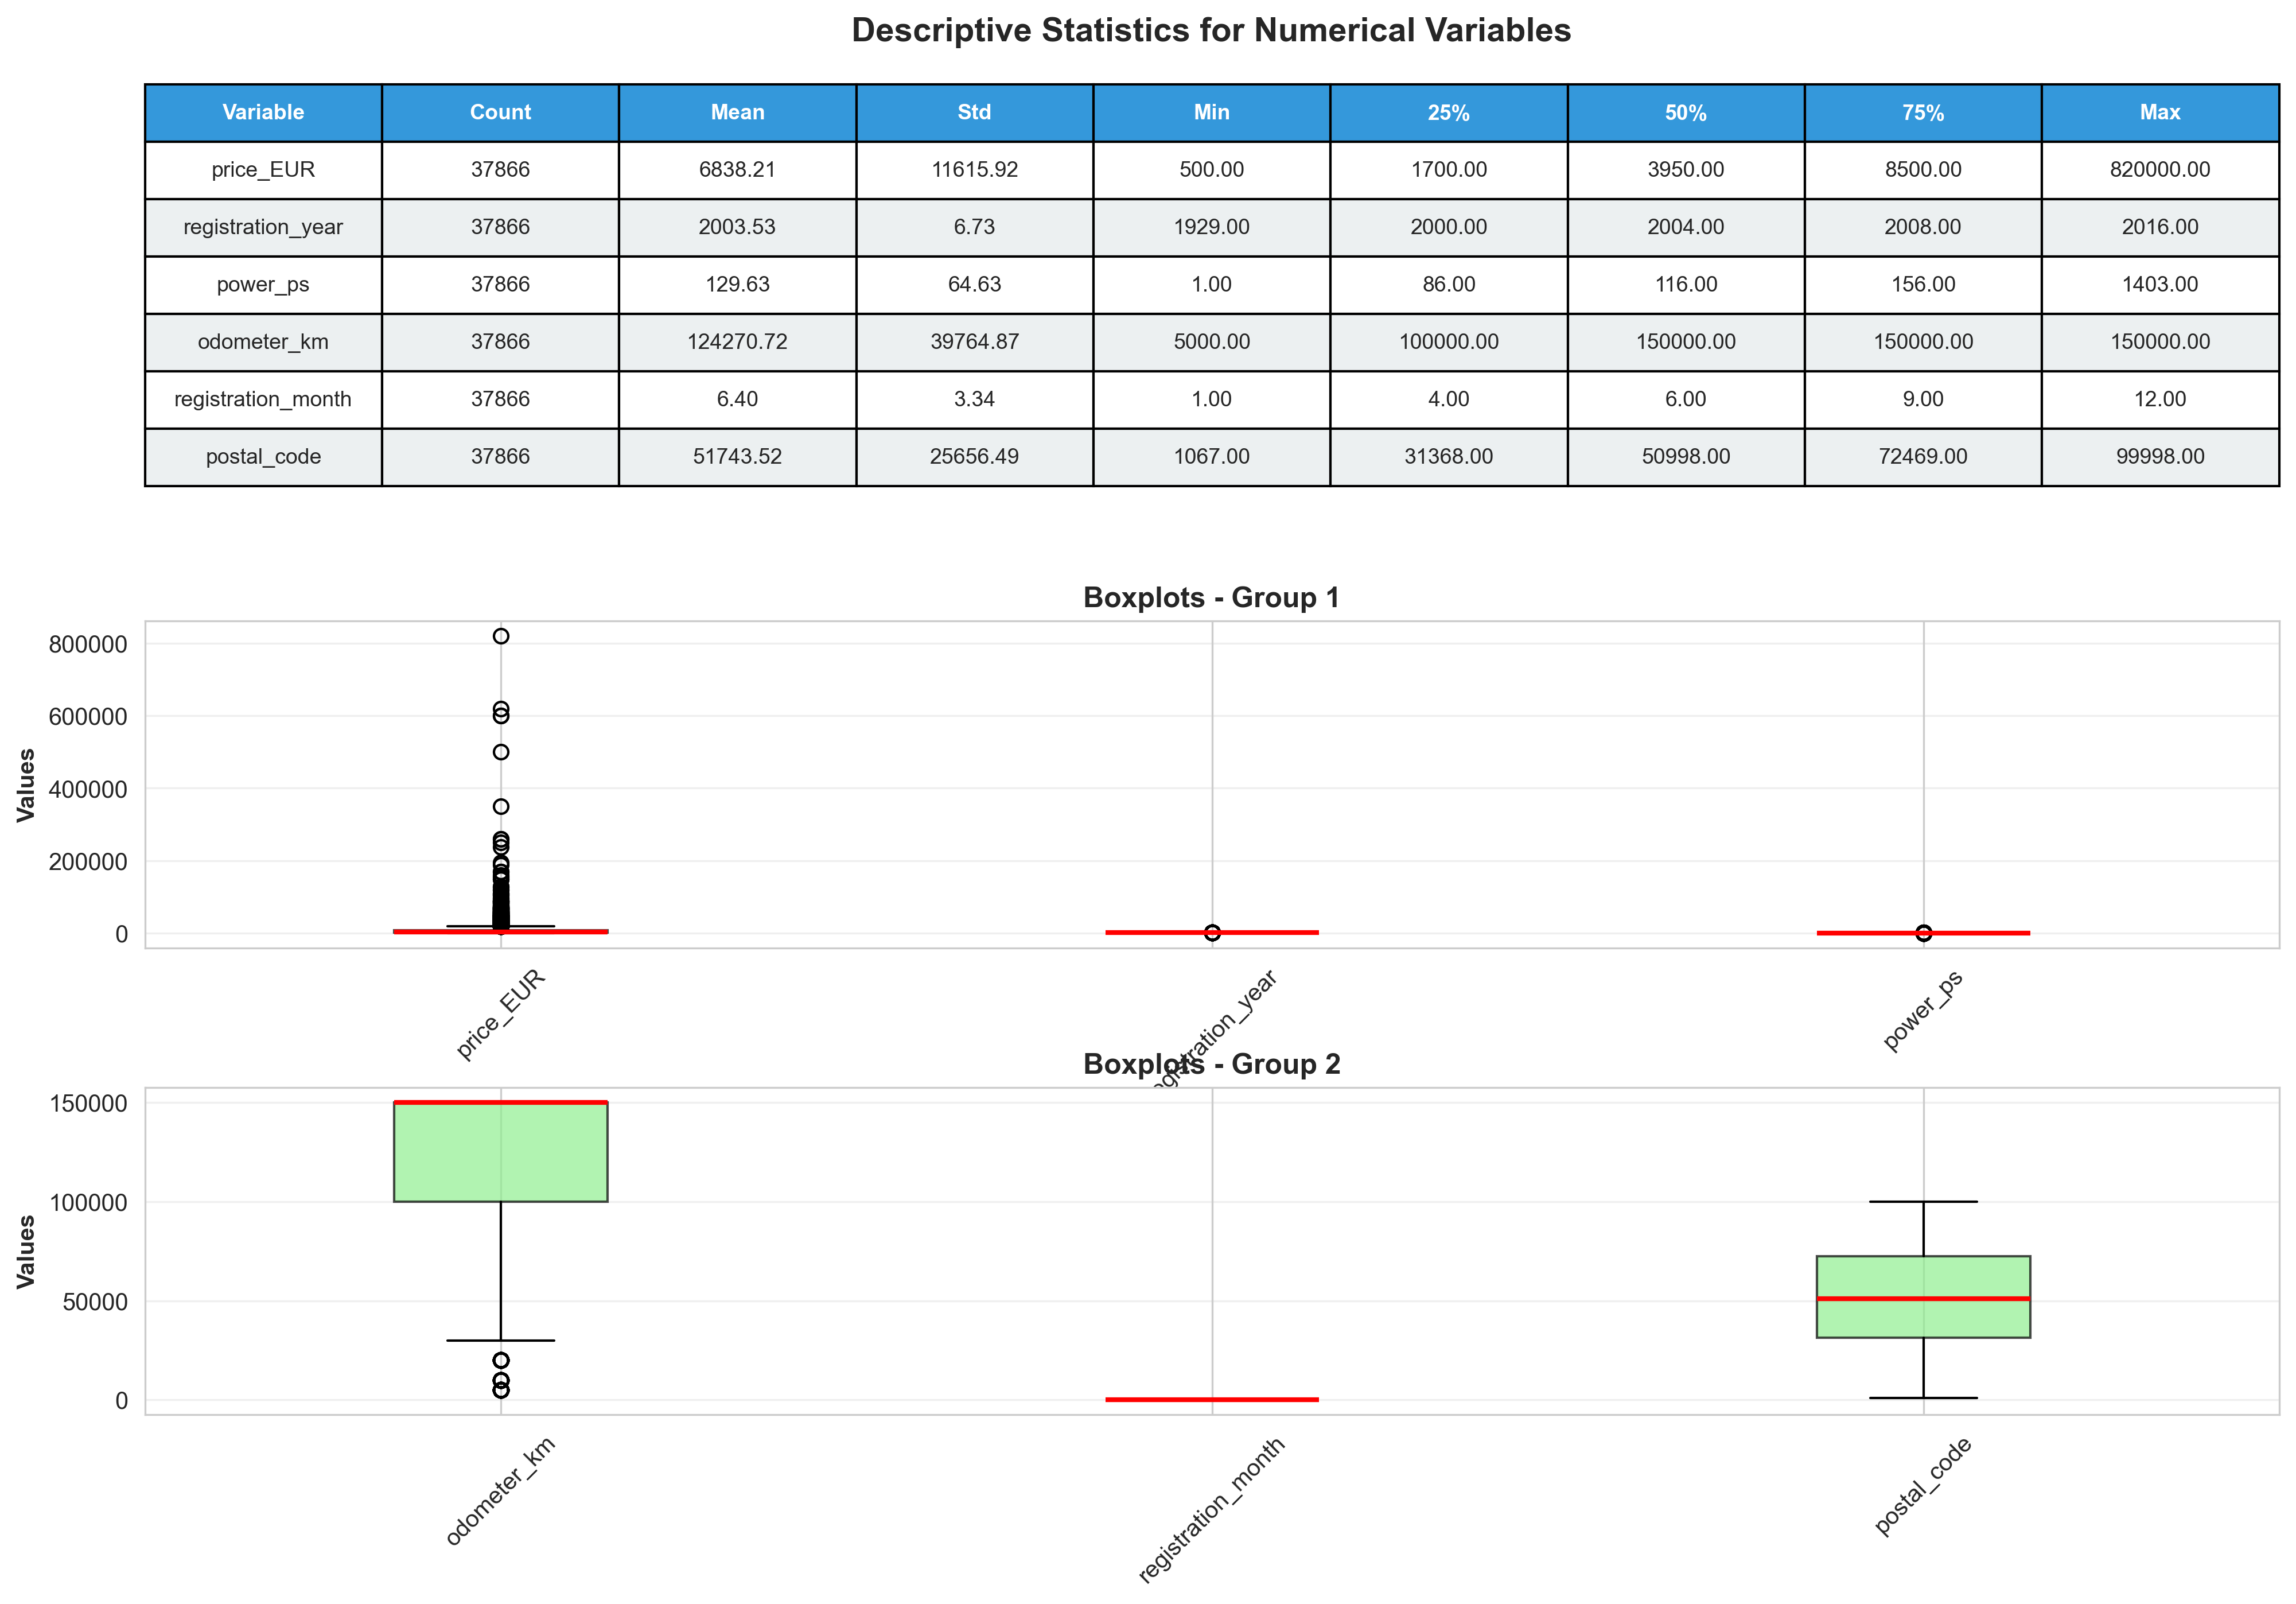 Descriptive Statistics for Numerical Variables
Variable Count Mean Std Min 25% 50% 75% Max
price_EUR 37866 6838.21 11615.92 500.00 1700.00 3950.00 8500.00 820000.00
registration_year 37866 2003.53 6.73 1929.00 2000.00 2004.00 2008.00 2016.00
power_ps 37866 129.63 64.63 1.00 86.00 116.00 156.00 1403.00
odometer_km 37866 124270.72 39764.87 5000.00 100000.00 150000.00 150000.00 150000.00
registration_month 37866 6.40 3.34 1.00 4.00 6.00 9.00 12.00
postal_code 37866 51743.52 25656.49 1067.00 31368.00 50998.00 72469.00 99998.00
Boxplots - Group 1
Values
800000
600000
400000
200000
0
price_EUR
egistration_year
power_ps
Boxplots - Group 2
Values
150000
100000
50000
0
odometer_km
registration_month
postal_code